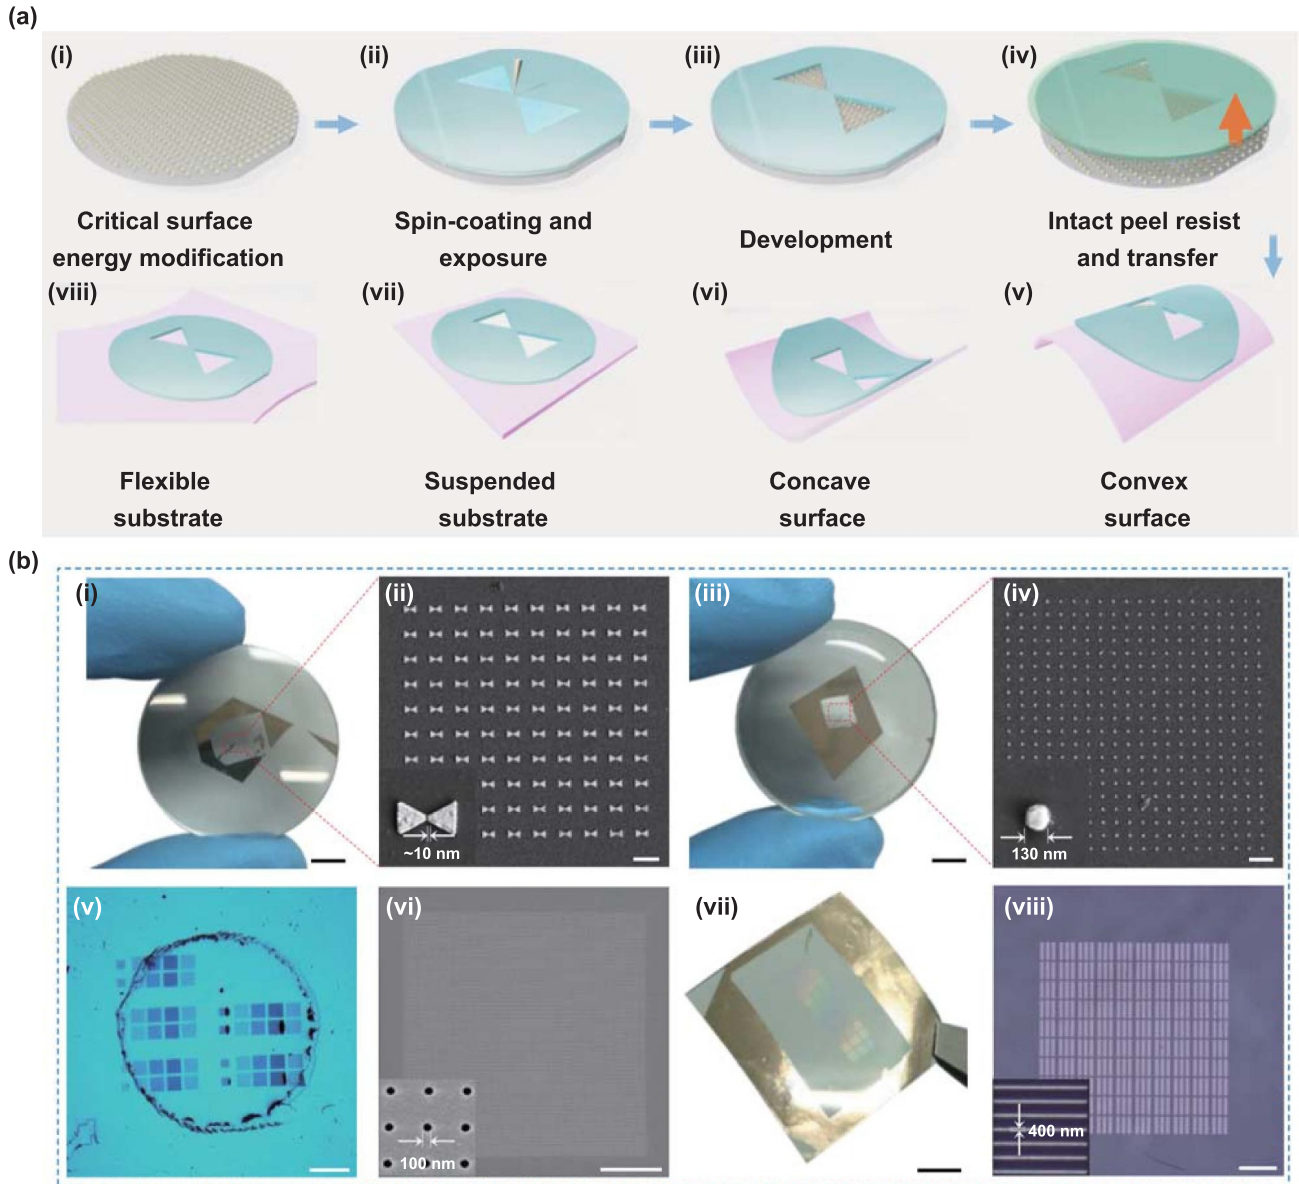 (a)
(i)
(ii)
(iii)
(iv)
Critical surface
energy modification
Spin-coating and
exposure
Development
Intact peel resist
and transfer
(viii)
(vii)
(vi)
(v)
Flexible
substrate
Suspended
substrate
Concave
surface
Convex
surface
(b)
(i)
(ii)
(iii)
(iv)
~10 nm
130 nm
(v)
(vi)
(vii)
(viii)
100 nm
400 nm